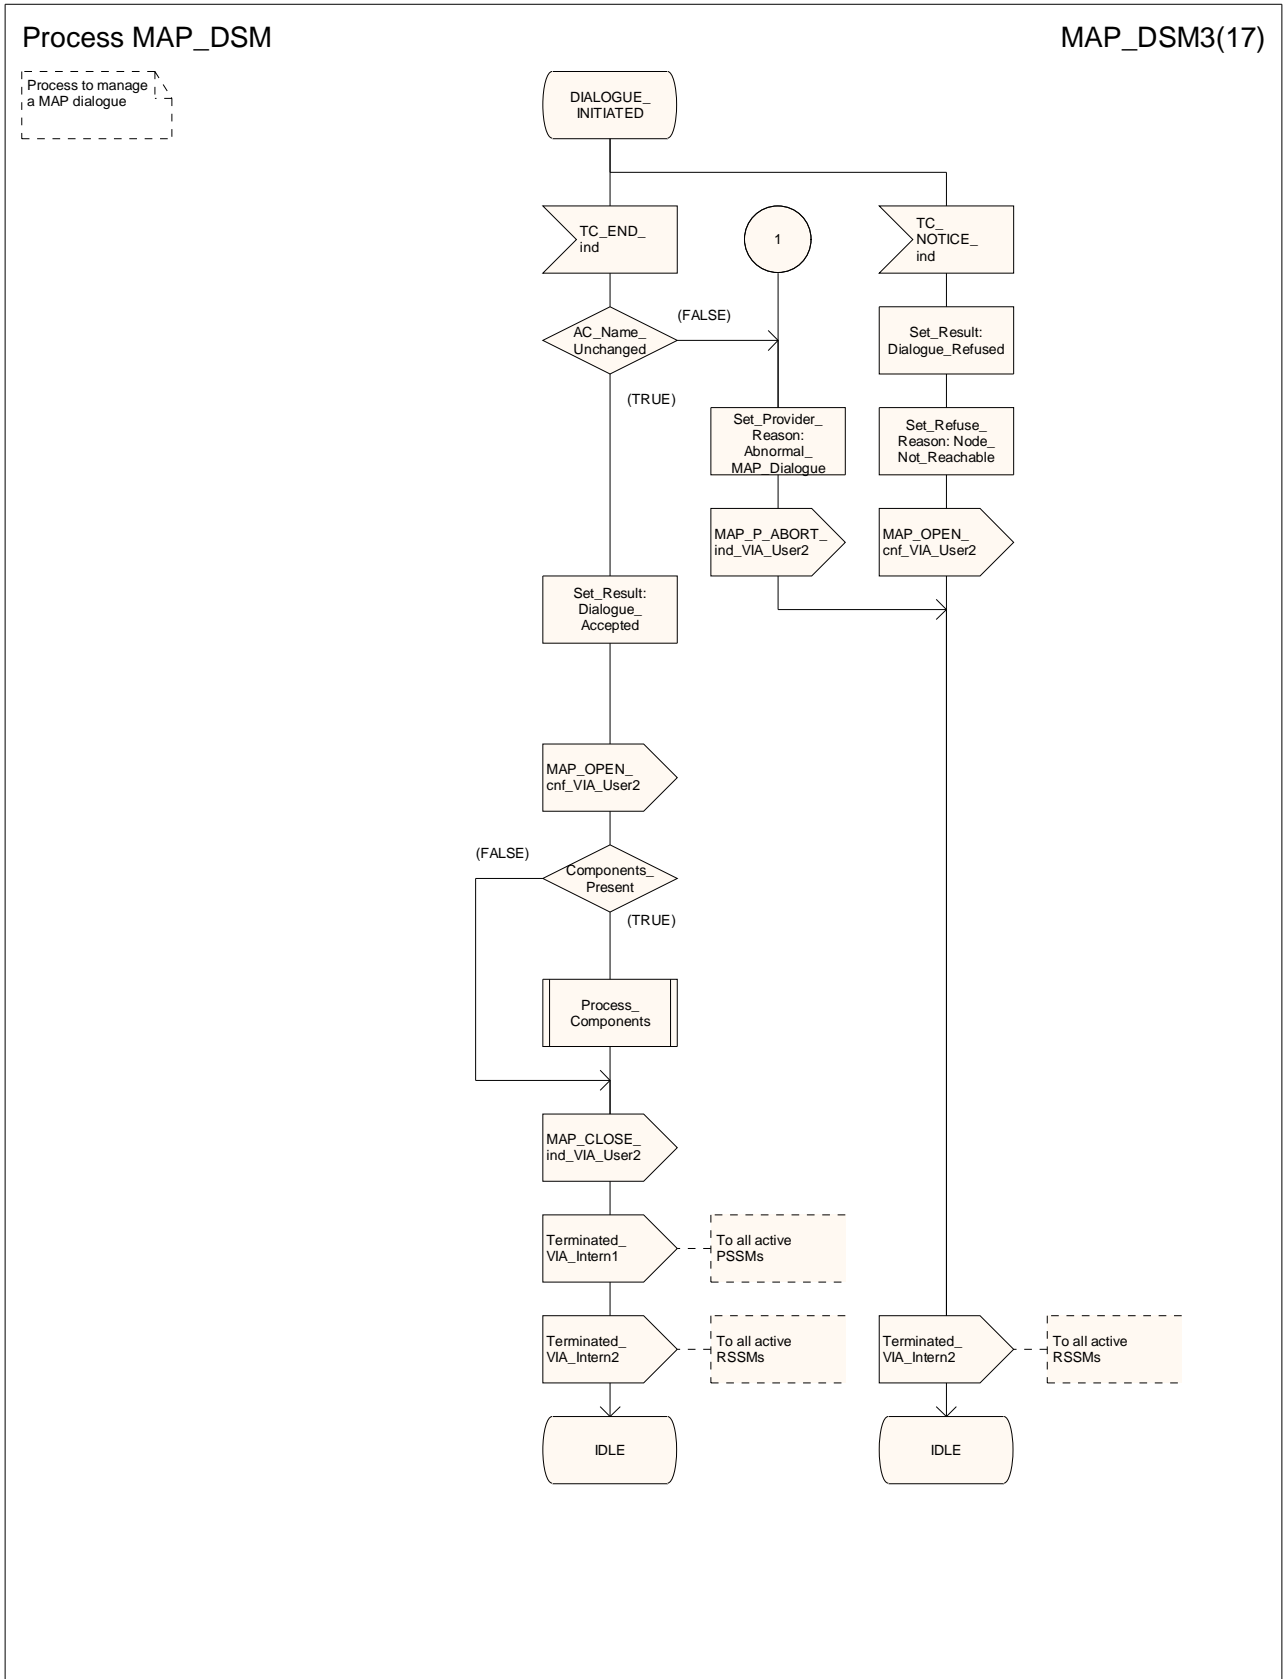 Process MAP_DSM
MAP_DSM3(17)
Process to manage
a MAP dialogue
DIALOGUE_
INITIATED
TC_END_
ind
1
TC_
NOTICE_
ind
AC_Name_
Unchanged
(FALSE)
(TRUE)
Set_Result:
Dialogue_Refused
Set_Provider_
Reason:
Abnormal_
MAP_Dialogue
Set_Refuse_
Reason: Node_
Not_Reachable
MAP_P_ABORT_
ind_VIA_User2
MAP_OPEN_
cnf_VIA_User2
Set_Result:
Dialogue_
Accepted
MAP_OPEN_
cnf_VIA_User2
(FALSE)
Components_
Present
(TRUE)
Process_
Components
MAP_CLOSE_
ind_VIA_User2
Terminated_
VIA_Intern1
To all active
PSSMs
Terminated_
VIA_Intern2
To all active
RSSMs
Terminated_
VIA_Intern2
To all active
RSSMs
IDLE
IDLE